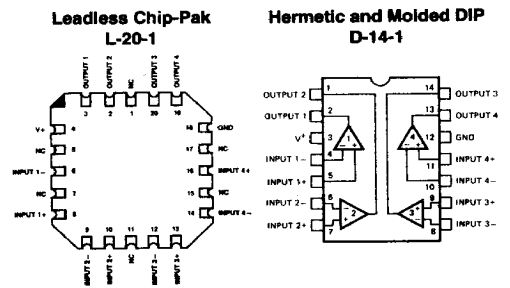 Leadless Chip-Pak
L-20-1
OUTPUT 1
OUTPUT 2
NC
OUTPUT 3
OUTPUT 4
3
2
1
20
19
V+
4
18
GND
NC
5
17
NC
INPUT 1-
6
16
INPUT 4+
NC
7
15
NC
INPUT 1+
8
14
INPUT 4-
9
10
11
12
13
INPUT 2-
INPUT 2+
NC
INPUT 3-
INPUT 3+
Hermetic and Molded DIP
D-14-1
OUTPUT 2
1
14
OUTPUT 3
OUTPUT 1
2
13
OUTPUT 4
V+
3
1
4
12
GND
INPUT 1-
4
11
INPUT 4+
INPUT 1+
5
10
INPUT 4-
INPUT 2-
6
9
INPUT 3+
2
3
INPUT 2+
7
8
INPUT 3-